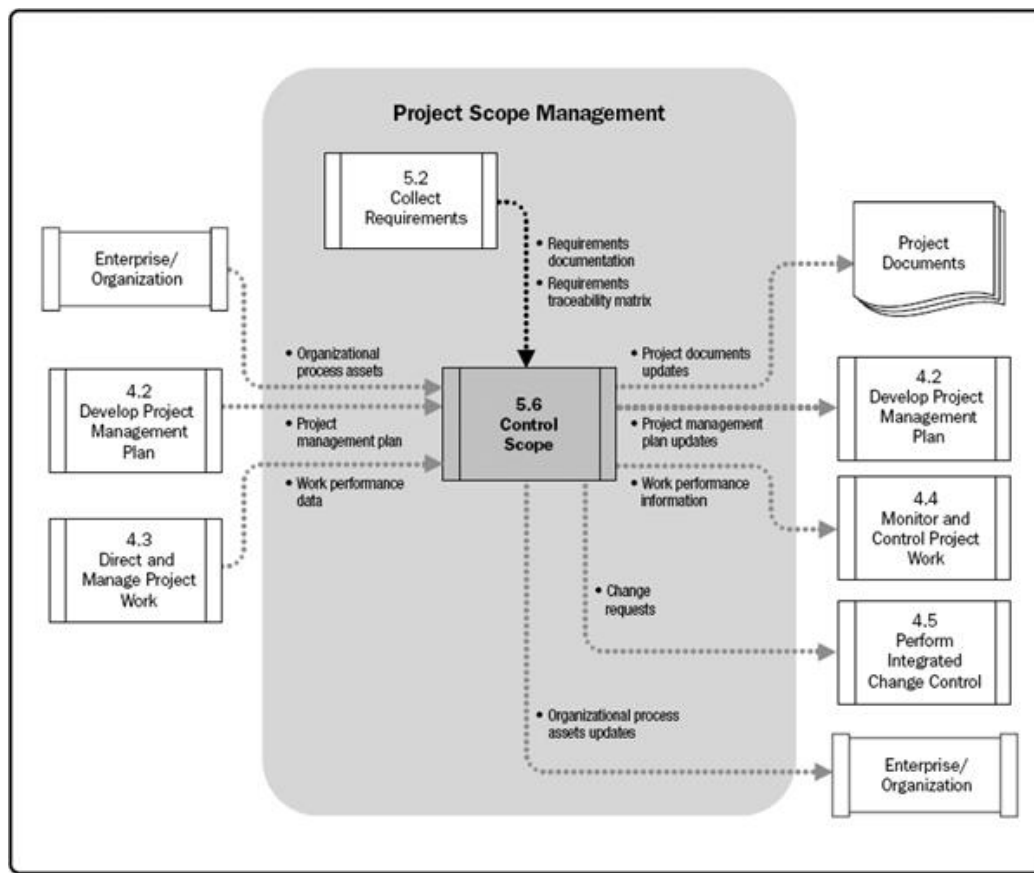 Project Scope Management
5.2
Collect
Requirements
• Requirements
documentation
• Requirements
traceability matrix
Enterprise/
Organization
Project
Documents
• Organizational
process assets
• Project documents
updates
4.2
Develop Project
Management
Plan
• Project
management plan
5.6
Control
Scope
• Project management
plan updates
4.2
Develop Project
Management
Plan
• Work performance
data
• Work performance
information
4.3
Direct and
Manage Project
Work
4.4
Monitor and
Control Project
Work
• Change
requests
4.5
Perform
Integrated
Change Control
• Organizational process
assets updates
Enterprise/
Organization